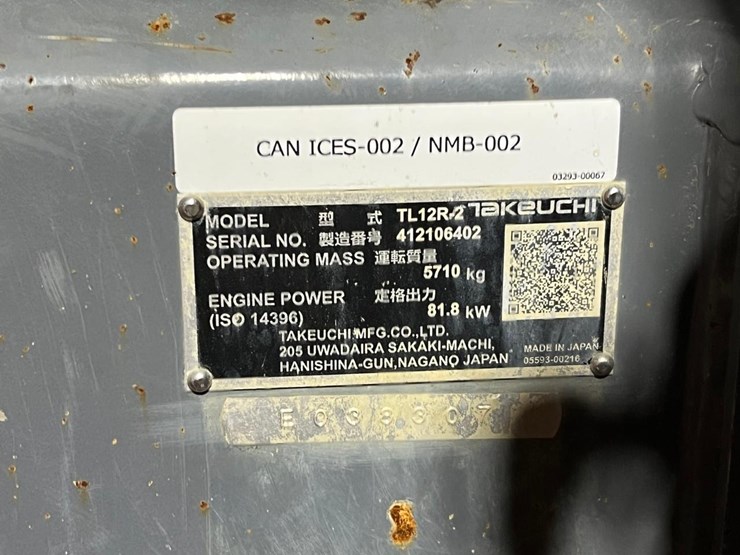 CAN ICES-002 / NMB-002
03293-00067
MODEL 型 式 TL12R-2 TAKEUCHI
SERIAL NO. 製造番号 412106402
OPERATING MASS 運転質量
5710 kg
ENGINE POWER 定格出力
(ISO 14396) 81.8 kW
TAKEUCHI MFG.CO.,LTD.
205 UWADAIRA SAKAKI-MACHI,
HANISHINA-GUN,NAGANO JAPAN
MADE IN JAPAN
05593-00216
E033307